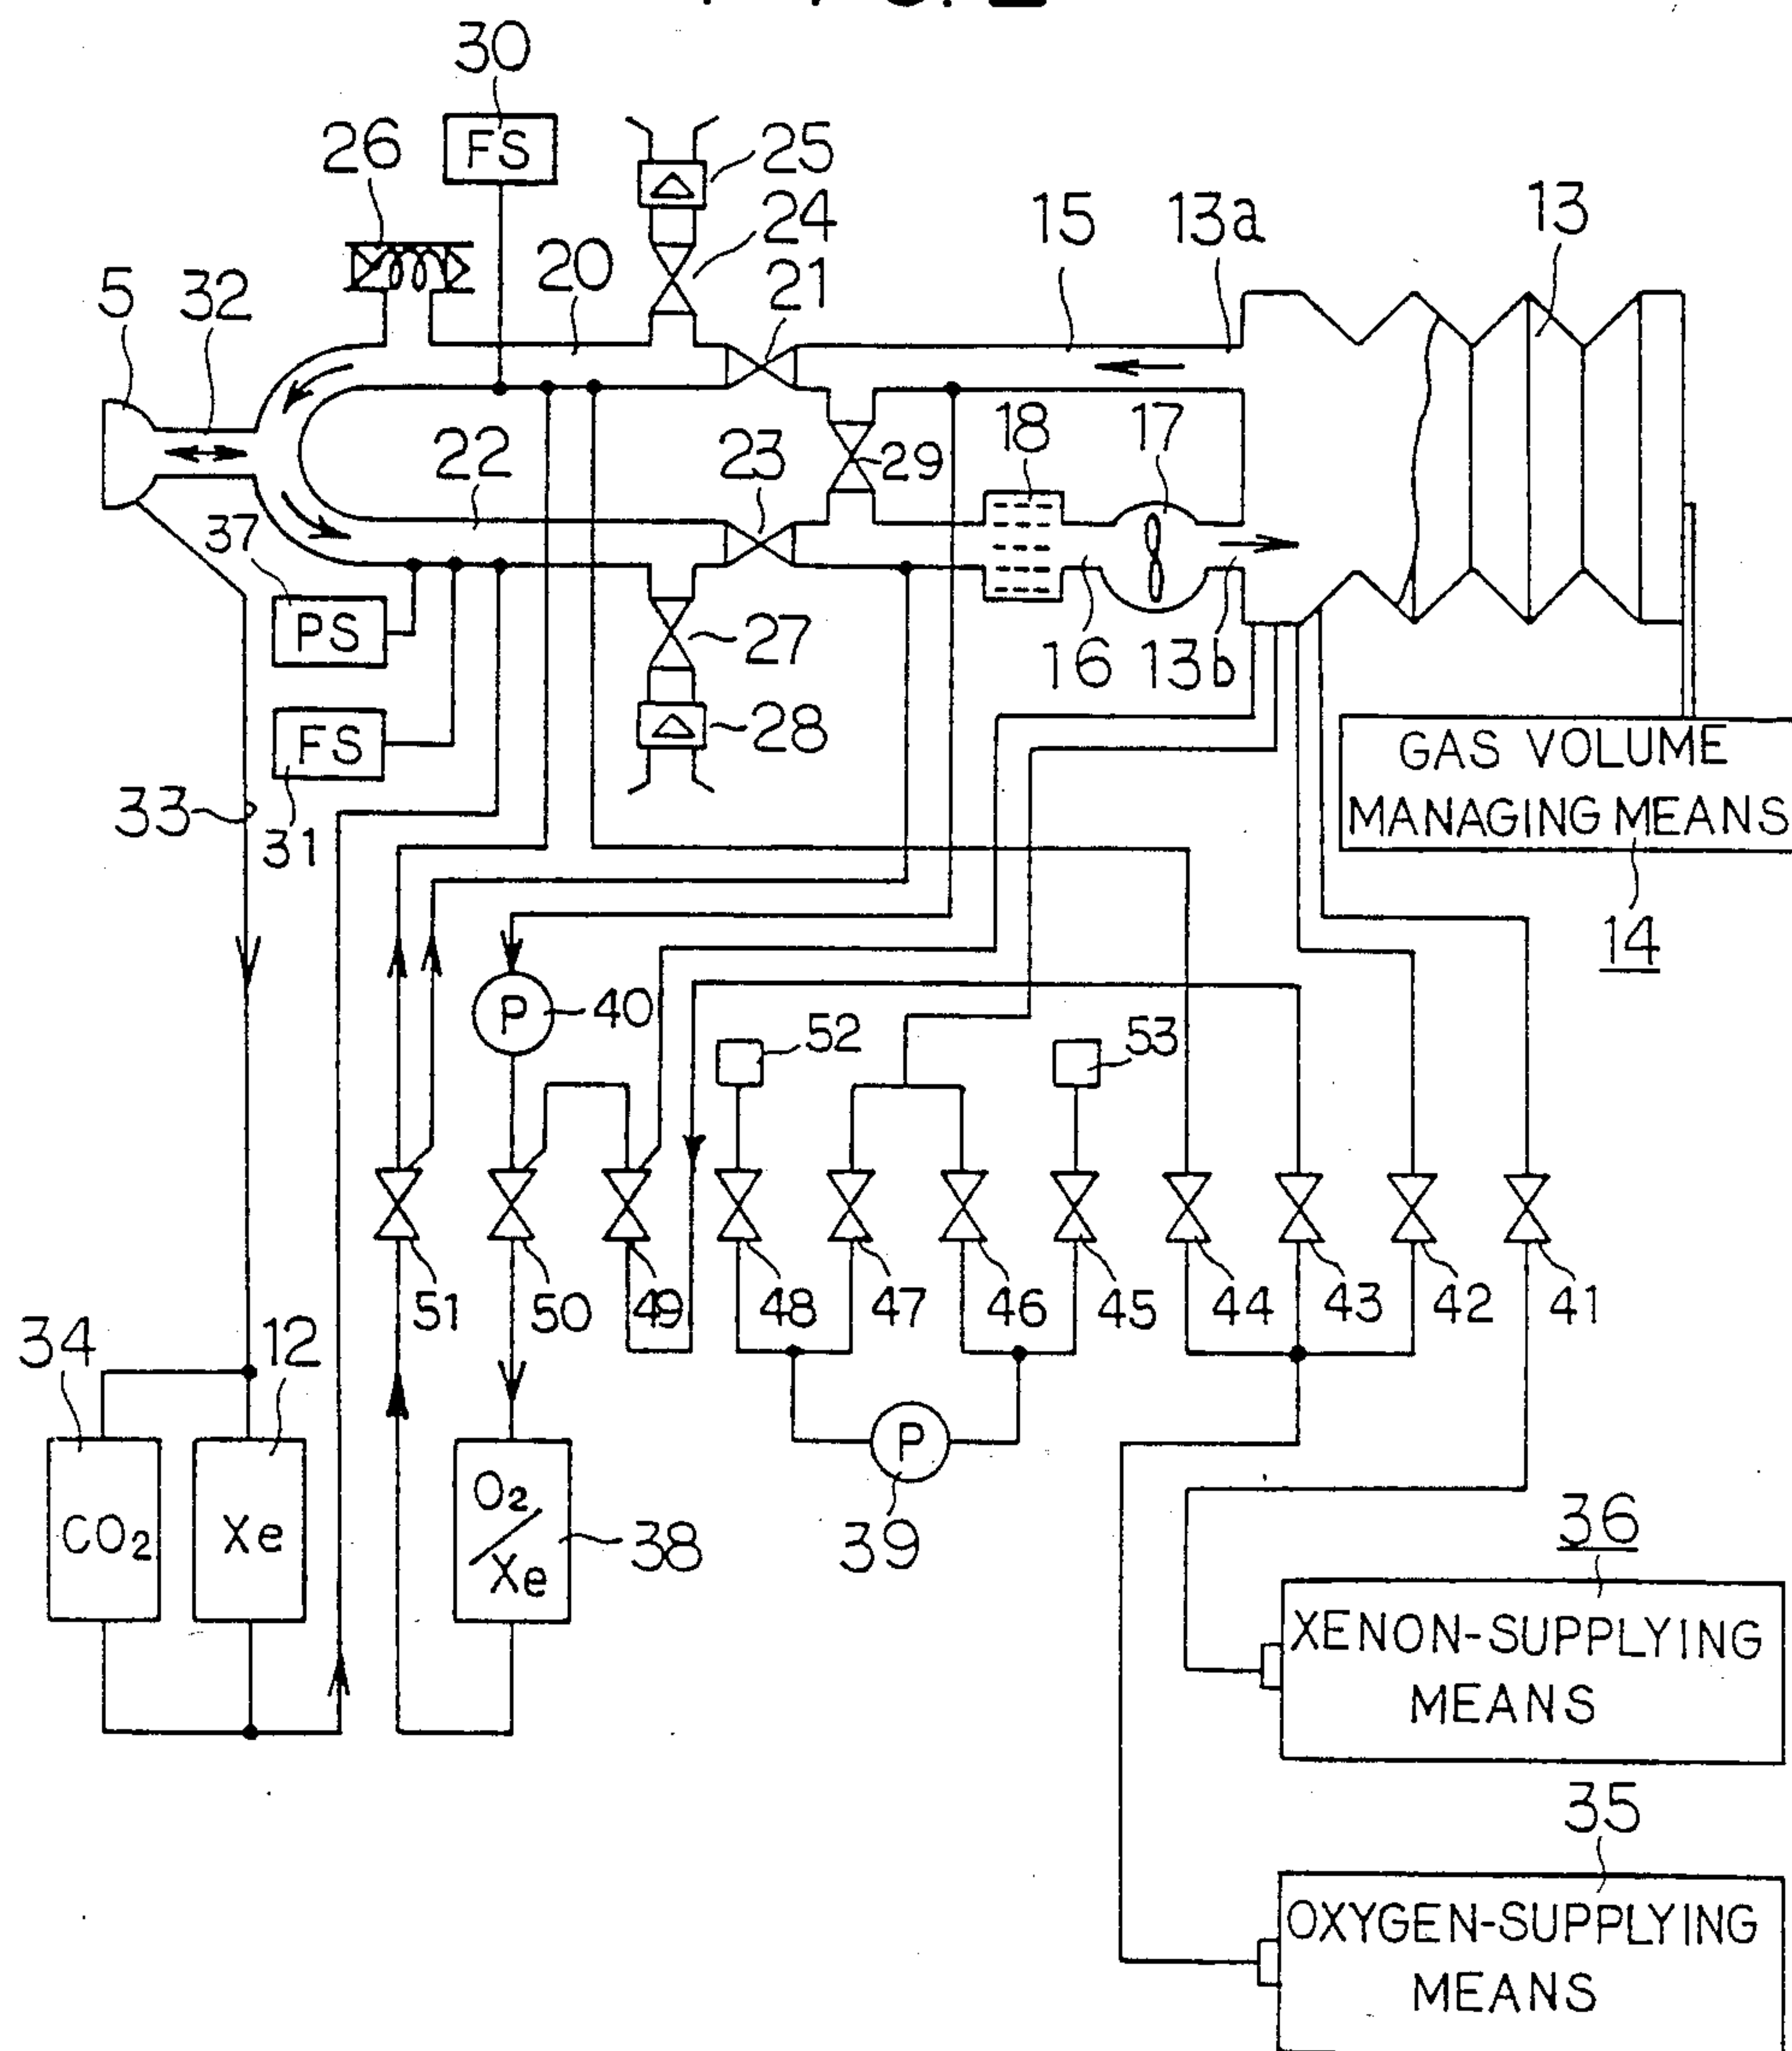 30
FS
26
25
24
20
21
15
13a
13
5
32
22
23
29
18
17
37
PS
27
16
13b
28
FS
33
31
GAS VOLUME
MANAGING MEANS
14
P
40
52
53
51
50
49
48
47
46
45
44
43
42
41
34
12
CO₂
Xe
O₂
/
Xe
38
P
39
36
XENON-SUPPLYING
MEANS
35
OXYGEN-SUPPLYING
MEANS